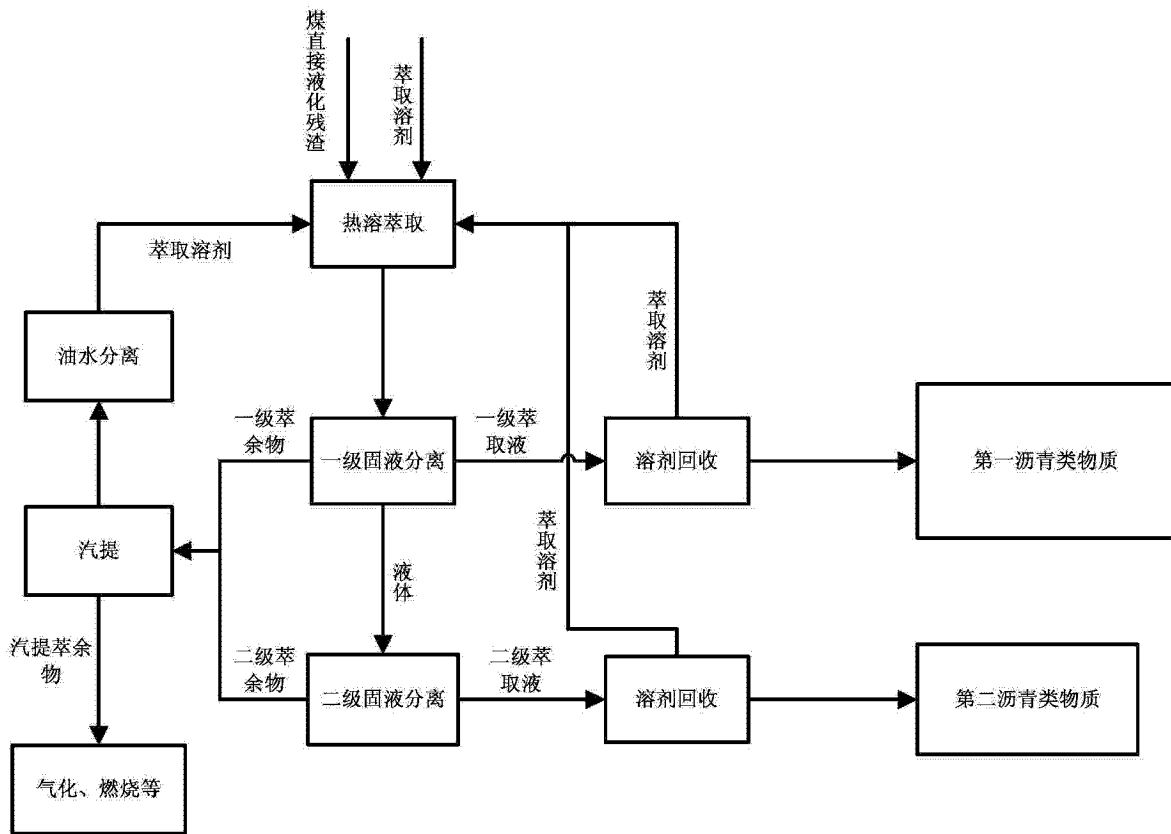 煤直接液化残渣
萃取溶剂
热溶萃取
萃取溶剂
油水分离
萃取溶剂
一级萃
余物
一级固液分离
一级萃
取液
溶剂回收
第一沥青类物质
汽提
液体
萃取溶剂
汽提萃余
物
二级萃
余物
二级固液分离
二级萃
取液
溶剂回收
第二沥青类物质
气化、燃烧等